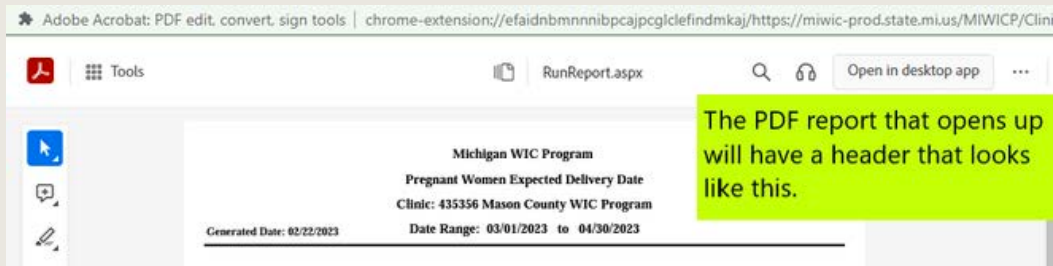 Adobe Acrobat: PDF edit, convert, sign tools | chrome-extension://efaidnbmnnnibpcajpcglclefindmkaj/https://miwic-prod.state.mi.us/MIWICP/Clini
Tools
RunReport.aspx
Open in desktop app
The PDF report that opens up
will have a header that looks
like this.
Michigan WIC Program
Pregnant Women Expected Delivery Date
Clinic: 435356 Mason County WIC Program
Generated Date: 02/22/2023 Date Range: 03/01/2023 to 04/30/2023